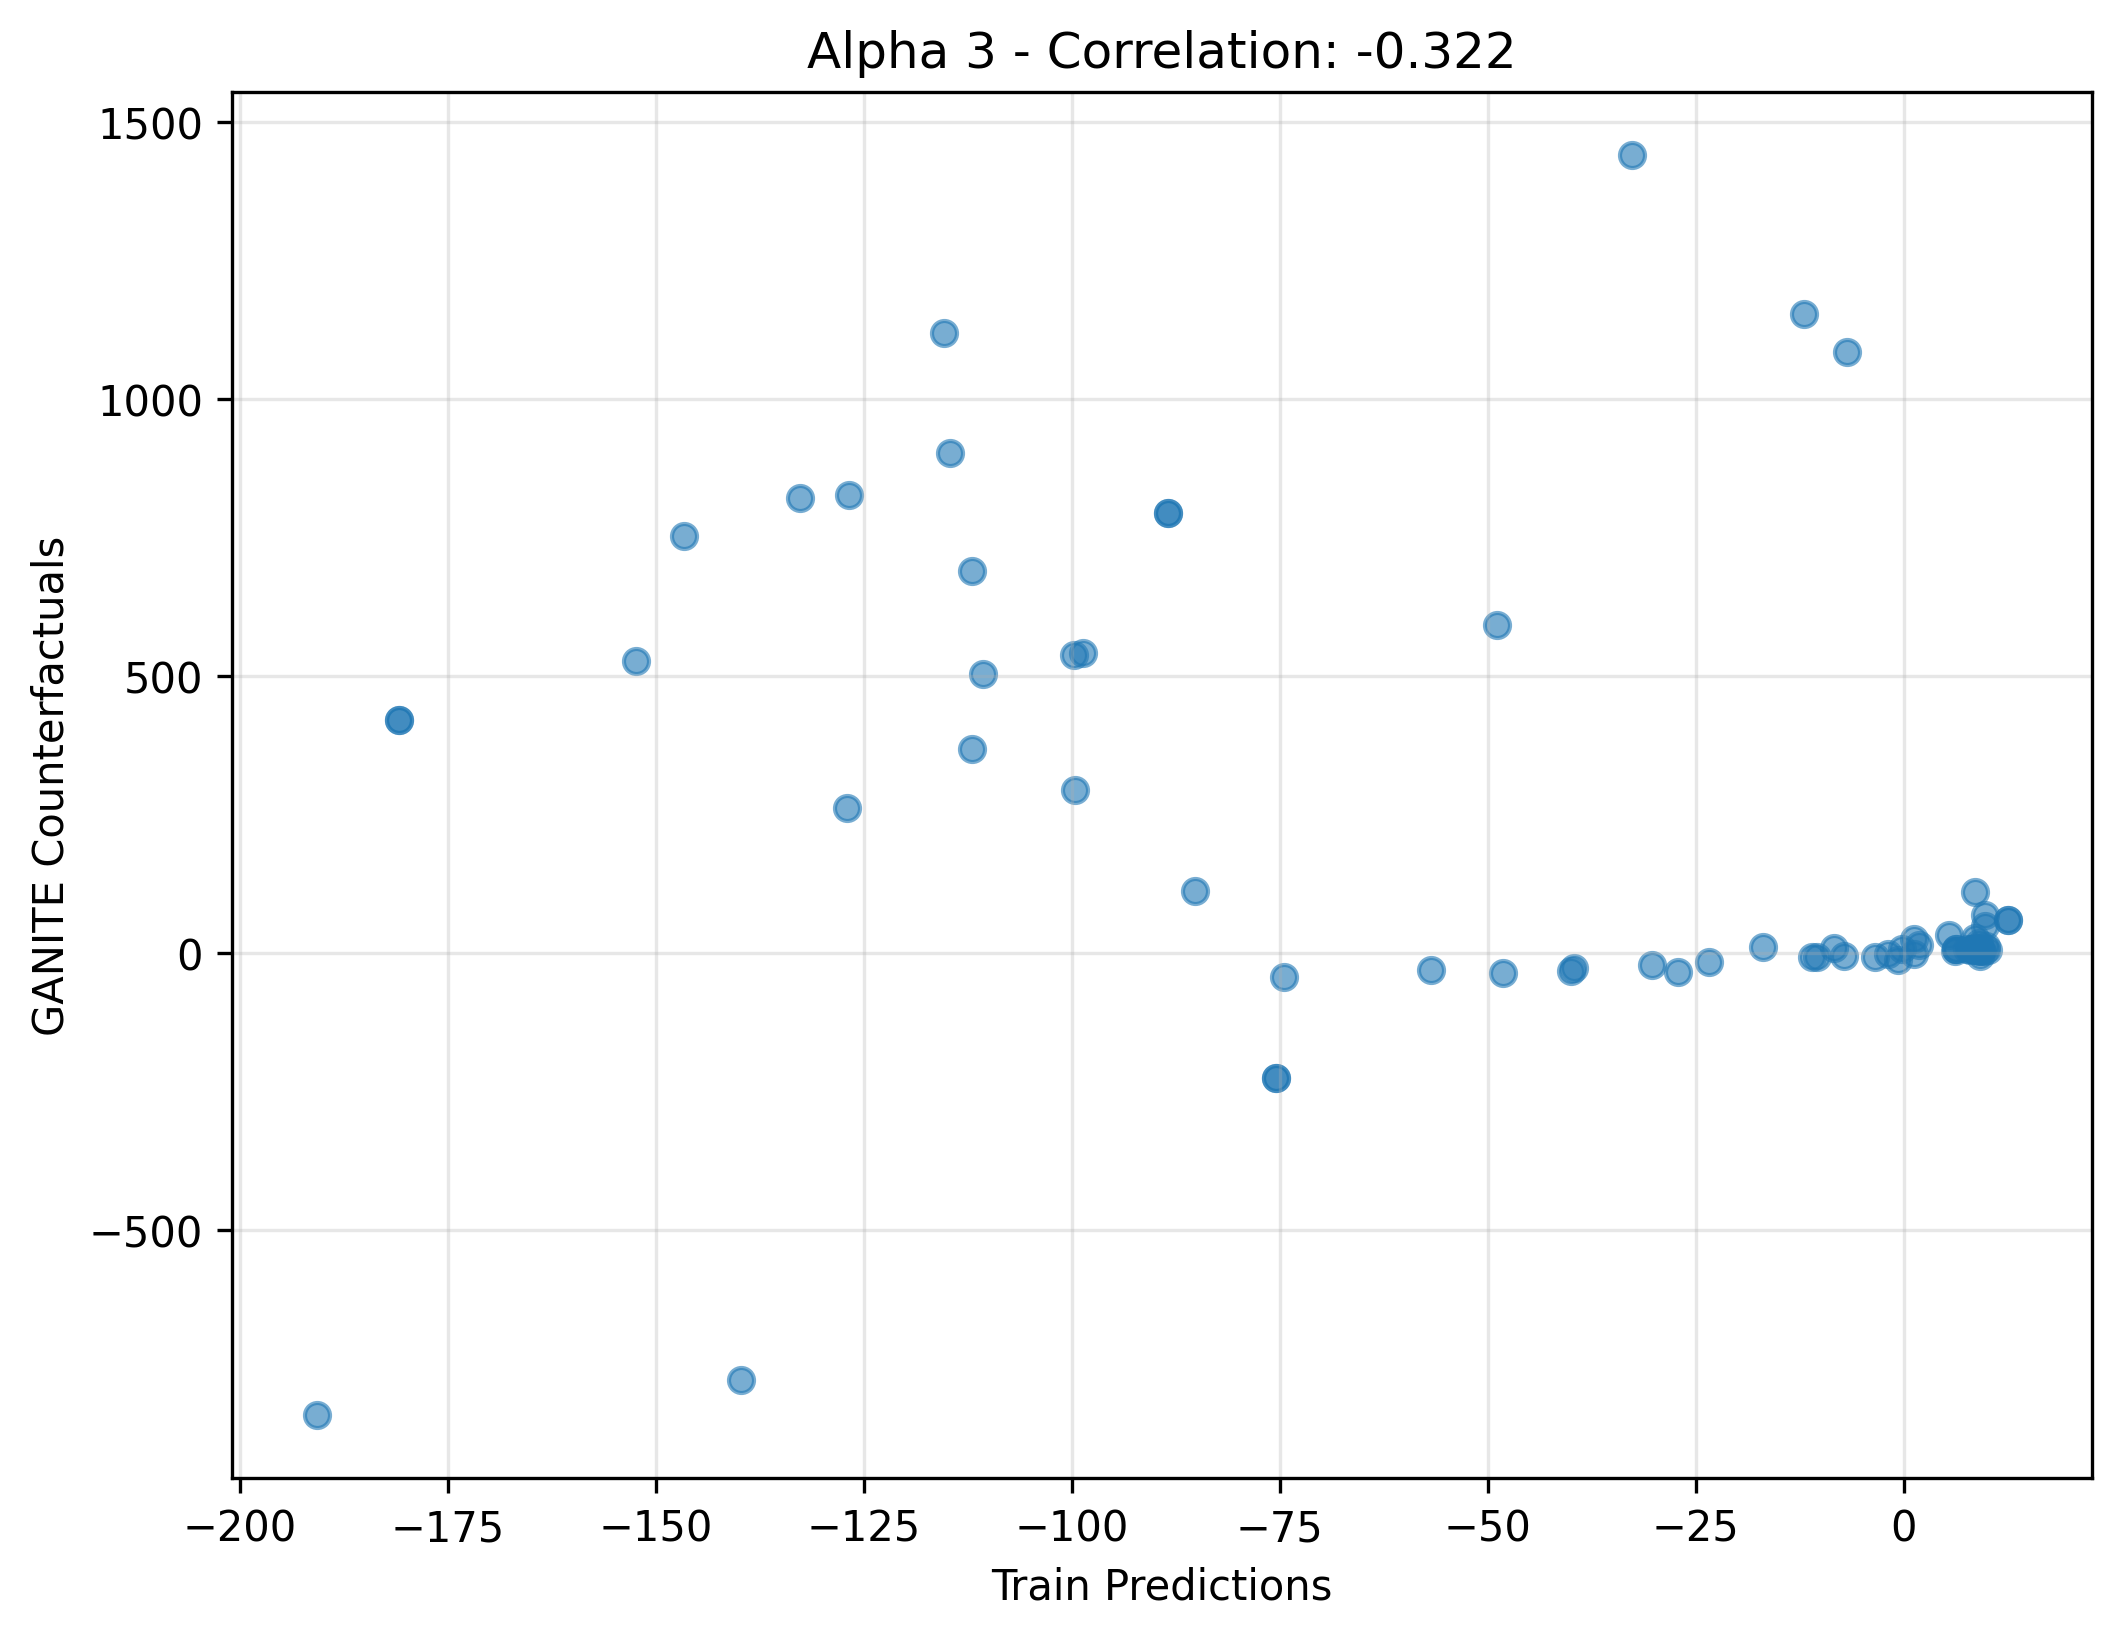 Alpha 3 - Correlation: -0.322
1500
1000
500
0
−500
GANITE Counterfactuals
−200 −175 −150 −125 −100 −75 −50 −25 0
Train Predictions